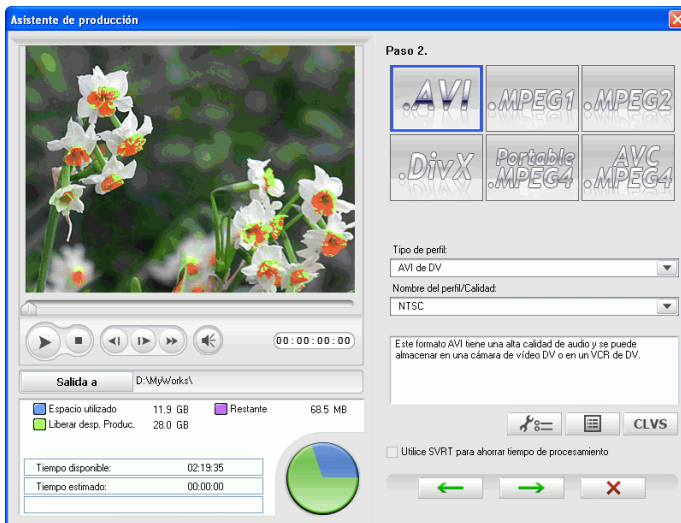 Asistente de producción
Paso 2.
.AVI
.MPEG1
.MPEG2
.DivX
Portable
.MPEG4
AVC
.MPEG4
Tipo de perfil:
AVI de DV
Nombre del perfil/Calidad:
NTSC
Este formato AVI tiene una alta calidad de audio y se puede
almacenar en una cámara de vídeo DV o en un VCR de DV.
CLVS
Utilice SVRT para ahorrar tiempo de procesamiento
00:00:00:00
Salida a D:\MyWorks\
Espacio utilizado 11.9 GB Restante 68.5 MB
Liberar desp. Produc. 28.0 GB
Tiempo disponible: 02:19:35
Tiempo estimado: 00:00:00